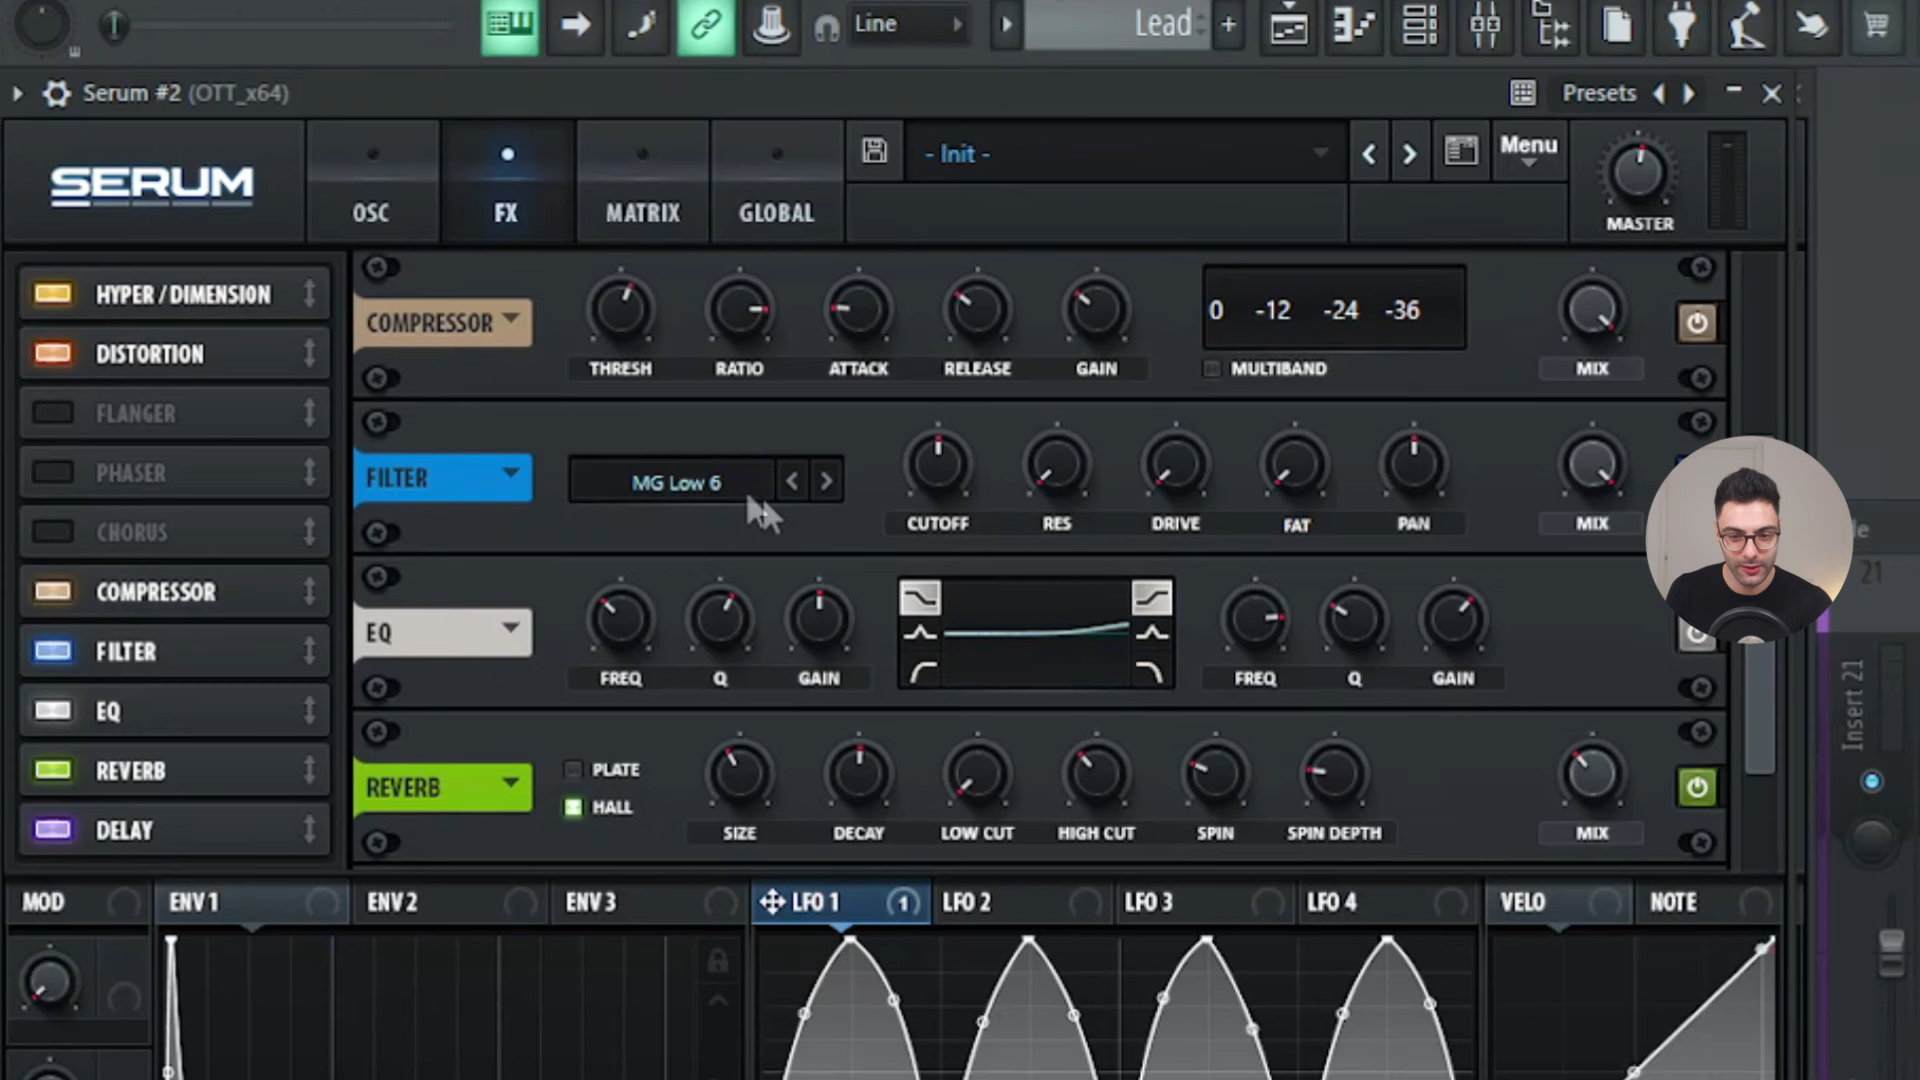 Line
Lead
Serum #2 (OTT_x64)
Presets
SERUM
OSC
FX
MATRIX
GLOBAL
- Init -
Menu
MASTER
HYPER / DIMENSION
DISTORTION
FLANGER
PHASER
CHORUS
COMPRESSOR
FILTER
EQ
REVERB
DELAY
COMPRESSOR
THRESH
RATIO
ATTACK
RELEASE
GAIN
0 -12 -24 -36
MULTIBAND
MIX
FILTER
MG Low 6
CUTOFF
RES
DRIVE
FAT
PAN
MIX
EQ
FREQ
Q
GAIN
FREQ
Q
GAIN
REVERB
PLATE
HALL
SIZE
DECAY
LOW CUT
HIGH CUT
SPIN
SPIN DEPTH
MIX
21
Insert 21
MOD
ENV 1
ENV 2
ENV 3
LFO 1
1
LFO 2
LFO 3
LFO 4
VELO
NOTE